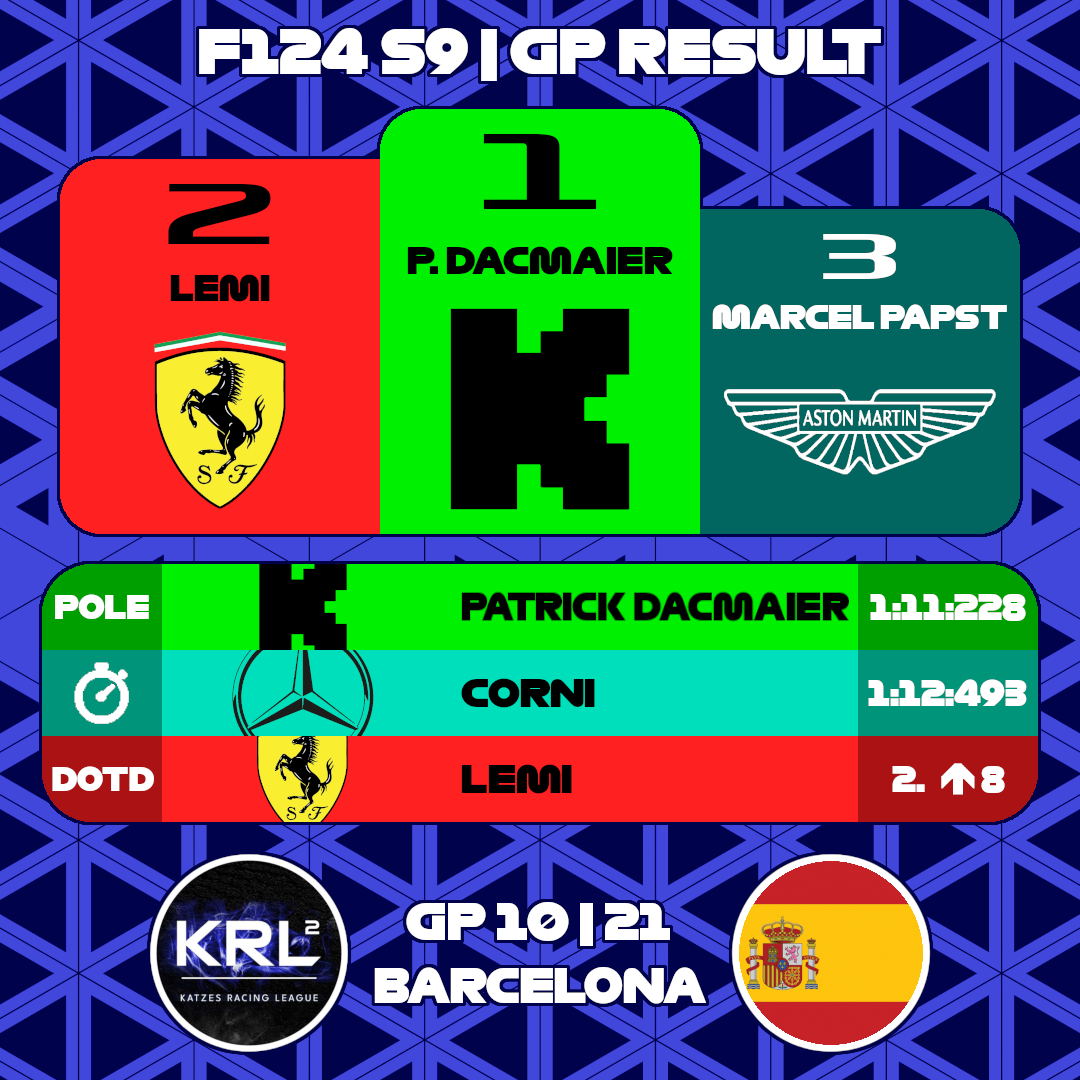 F124 S9 | GP RESULT
1
2
3
P. DACMAIER
LEMI
MARCEL PAPST
K
ASTON MARTIN
S F
POLE
K
PATRICK DACMAIER
1:11:228
CORNI
1:12:493
DOTD
S F
LEMI
2. ↑8
KRL²
KATZES RACING LEAGUE
GP 10 | 21
BARCELONA